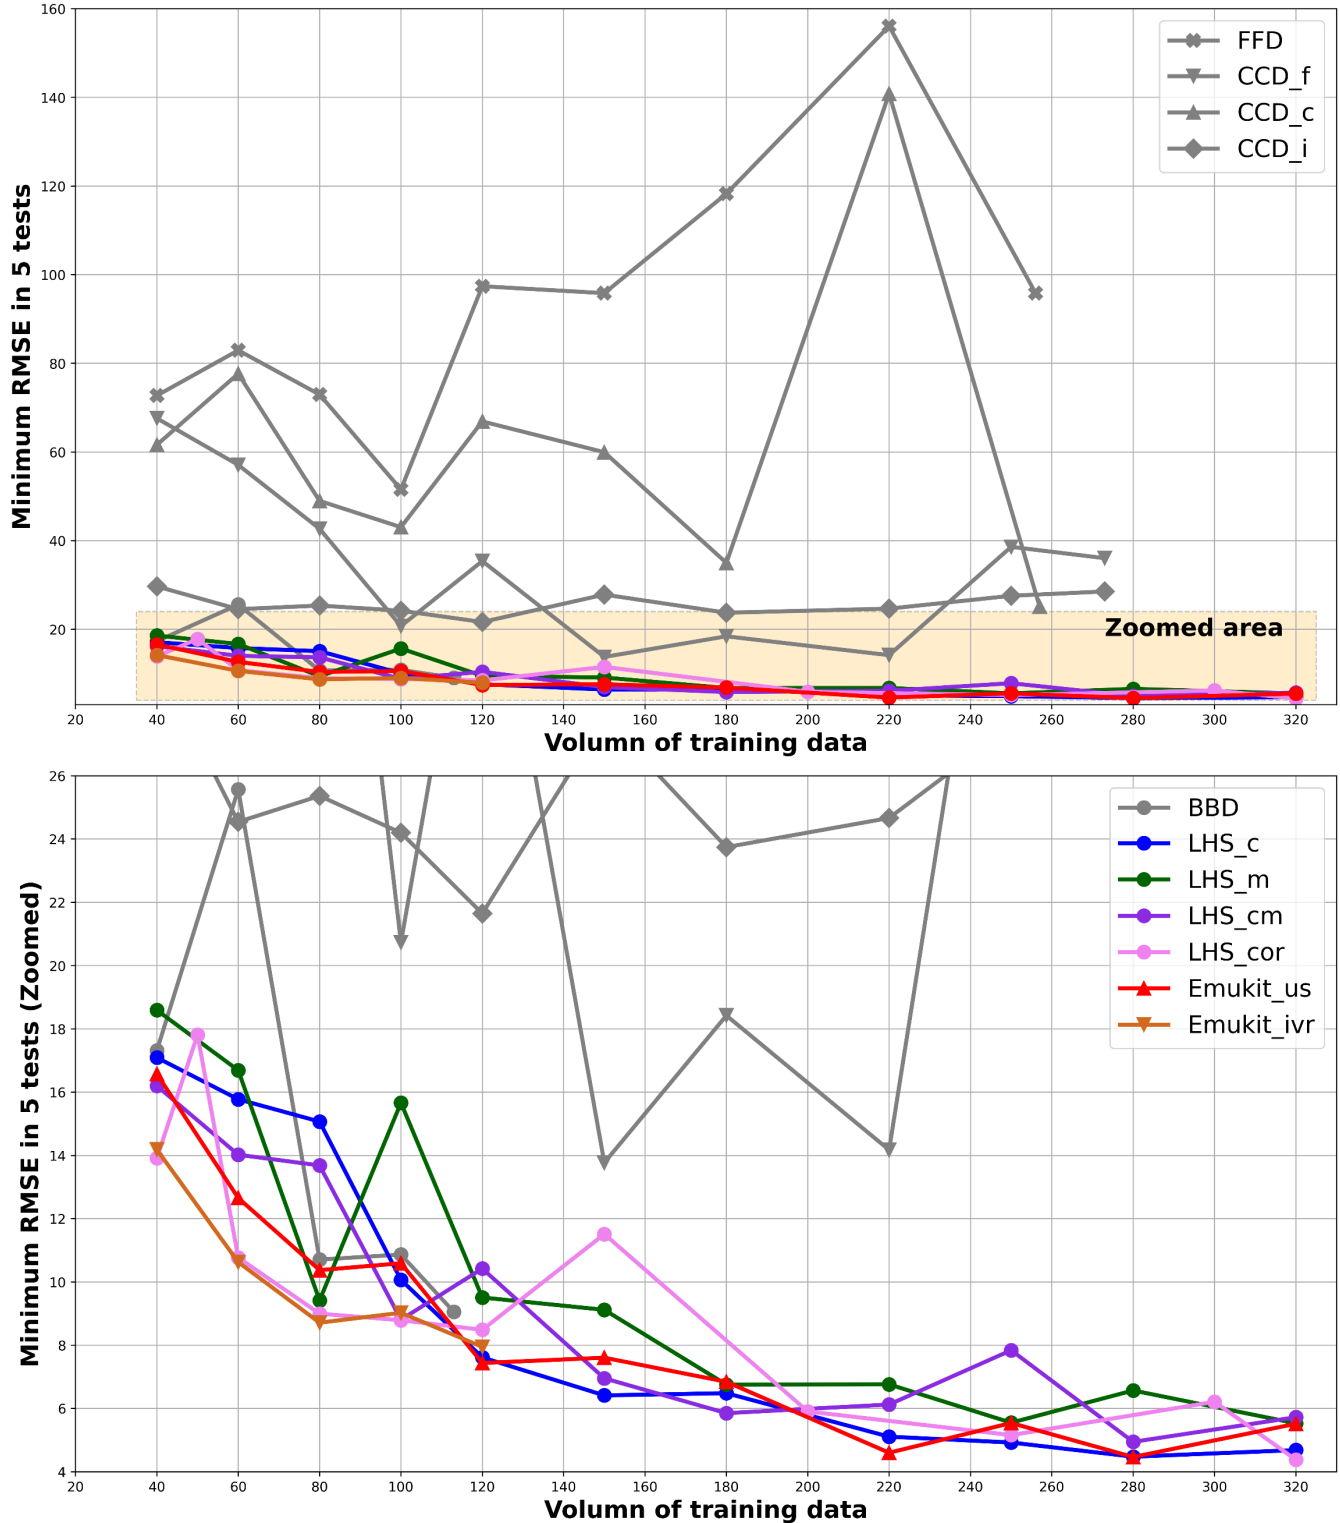 160
140
120
100
80
60
40
20
Minimum RMSE in 5 tests
FFD
CCD_f
CCD_c
CCD_i
Zoomed area
20 40 60 80 100 120 140 160 180 200 220 240 260 280 300 320
Volumn of training data
26
24
22
20
18
16
14
12
10
8
6
4
Minimum RMSE in 5 tests (Zoomed)
BBD
LHS_c
LHS_m
LHS_cm
LHS_cor
Emukit_us
Emukit_ivr
20 40 60 80 100 120 140 160 180 200 220 240 260 280 300 320
Volumn of training data